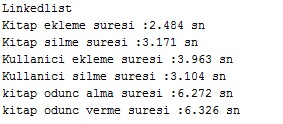 Linkedlist
Kitap ekleme suresi :2.484 sn
Kitap silme suresi :3.171 sn
Kullanici ekleme suresi :3.963 sn
Kullanici silme suresi :3.104 sn
kitap odunc alma suresi :6.272 sn
kitap odunc verme suresi :6.326 sn